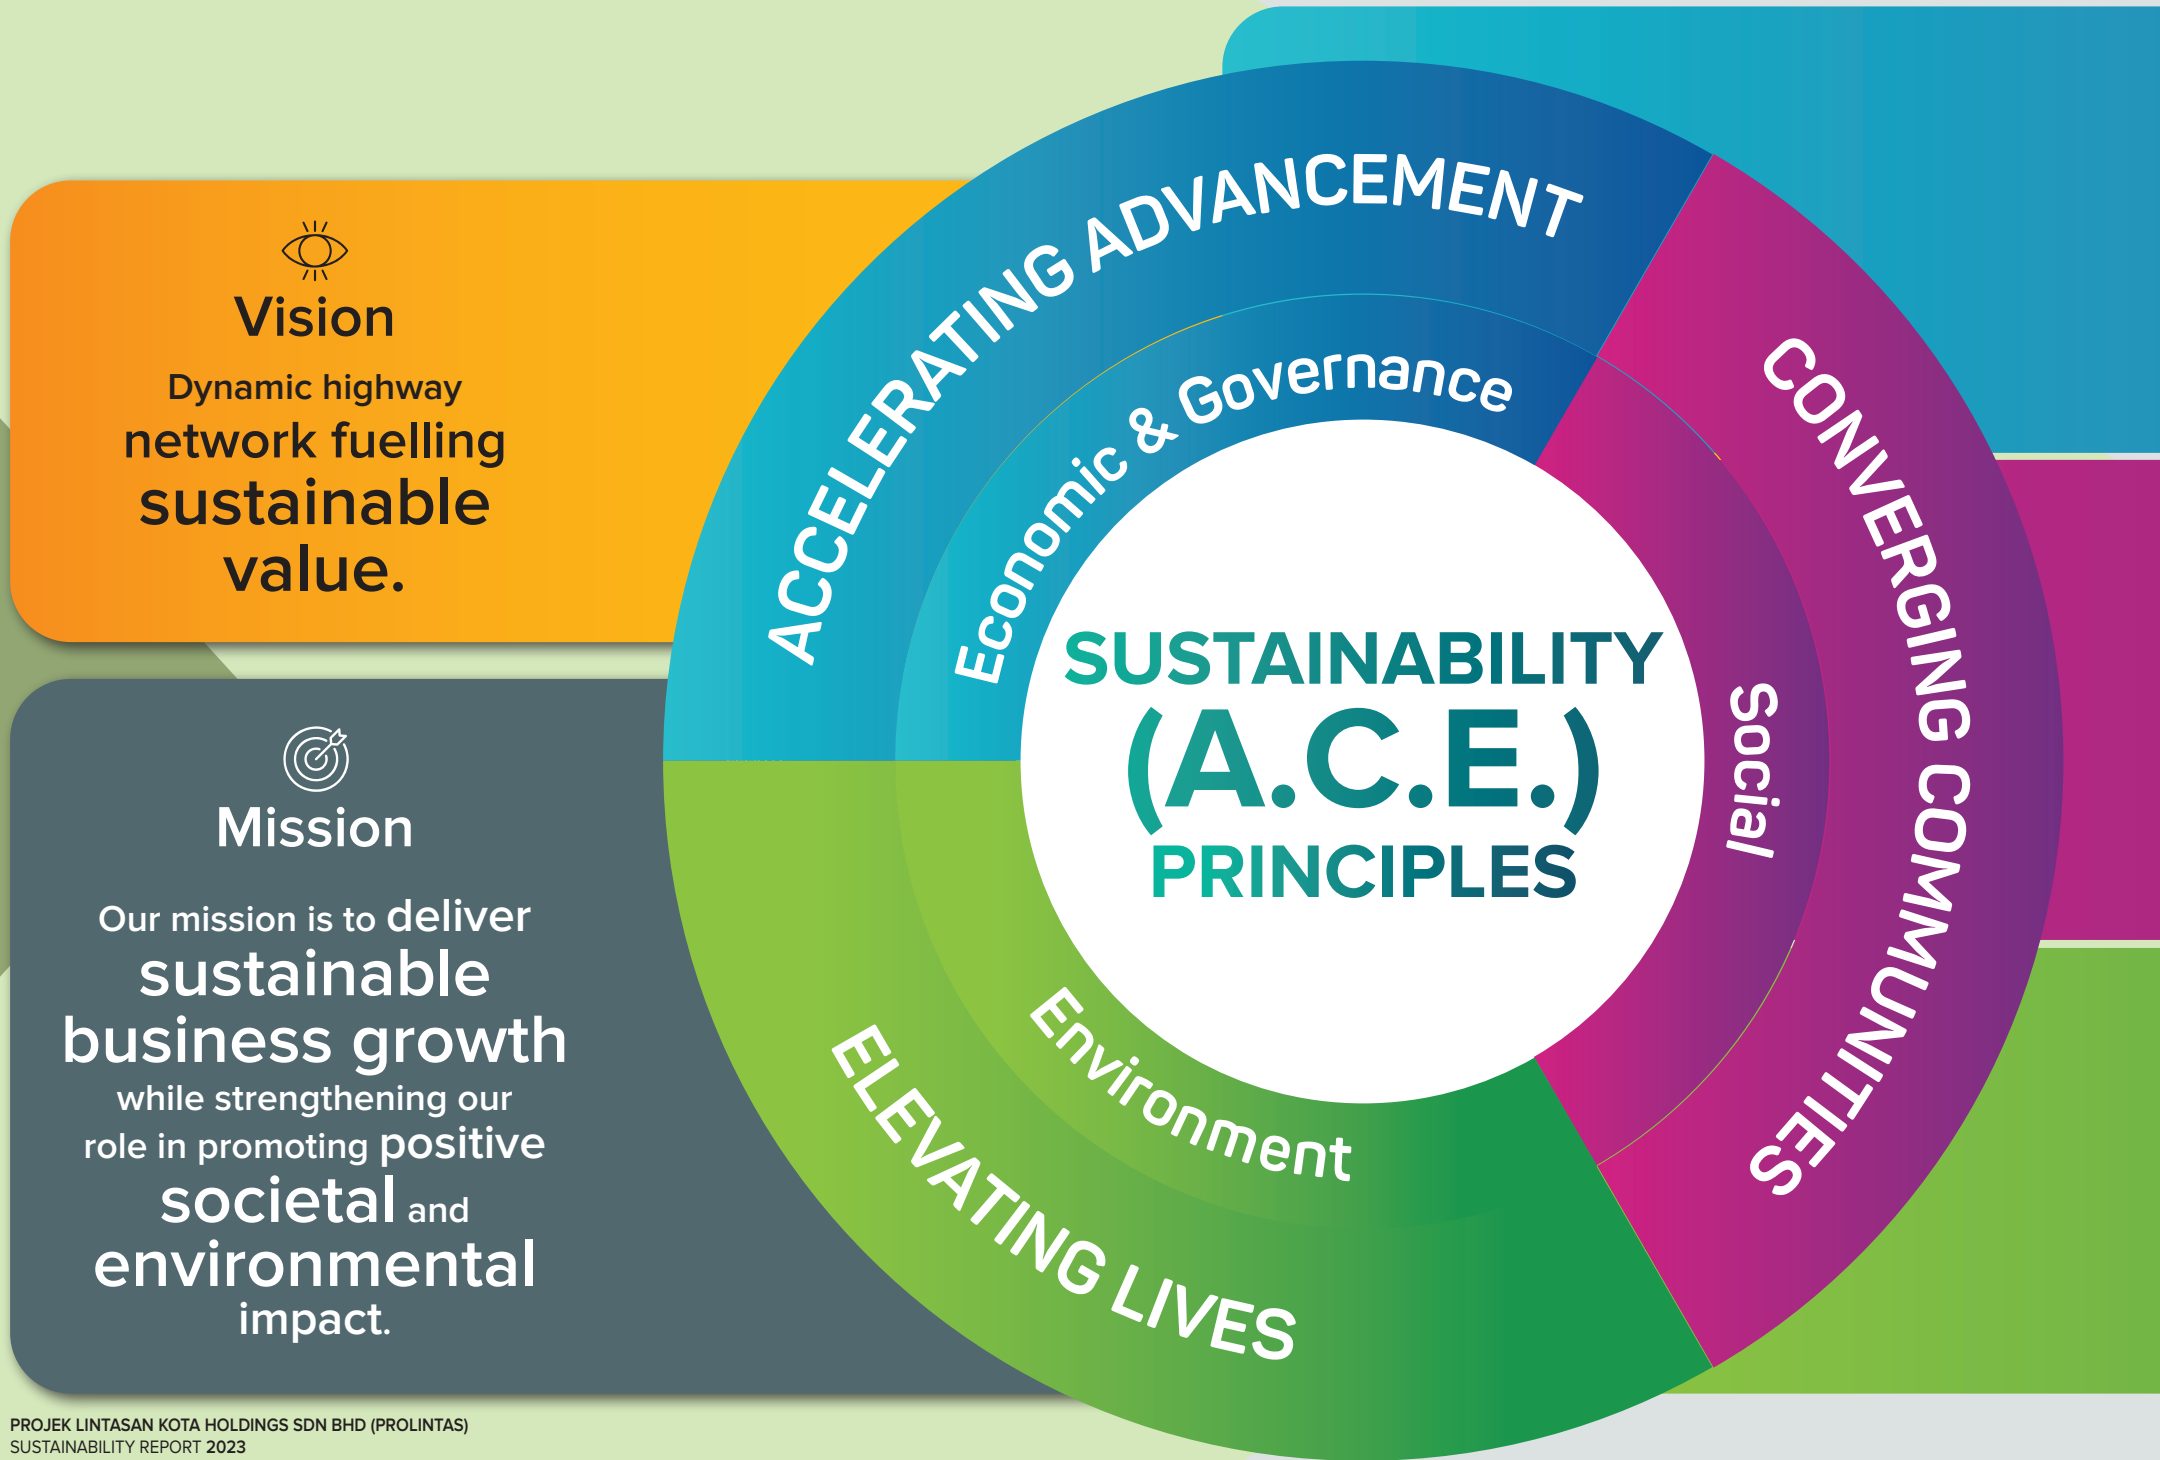 Vision
Dynamic highway
network fuelling
sustainable
value.
Mission
Our mission is to deliver
sustainable
business growth
while strengthening our
role in promoting positive
societal and
environmental
impact.
ACCELERATING ADVANCEMENT
Economic & Governance
CONVERGING COMMUNITIES
Social
ELEVATING LIVES
Environment
SUSTAINABILITY
(A.C.E.)
PRINCIPLES
PROJEK LINTASAN KOTA HOLDINGS SDN BHD (PROLINTAS)
SUSTAINABILITY REPORT 2023